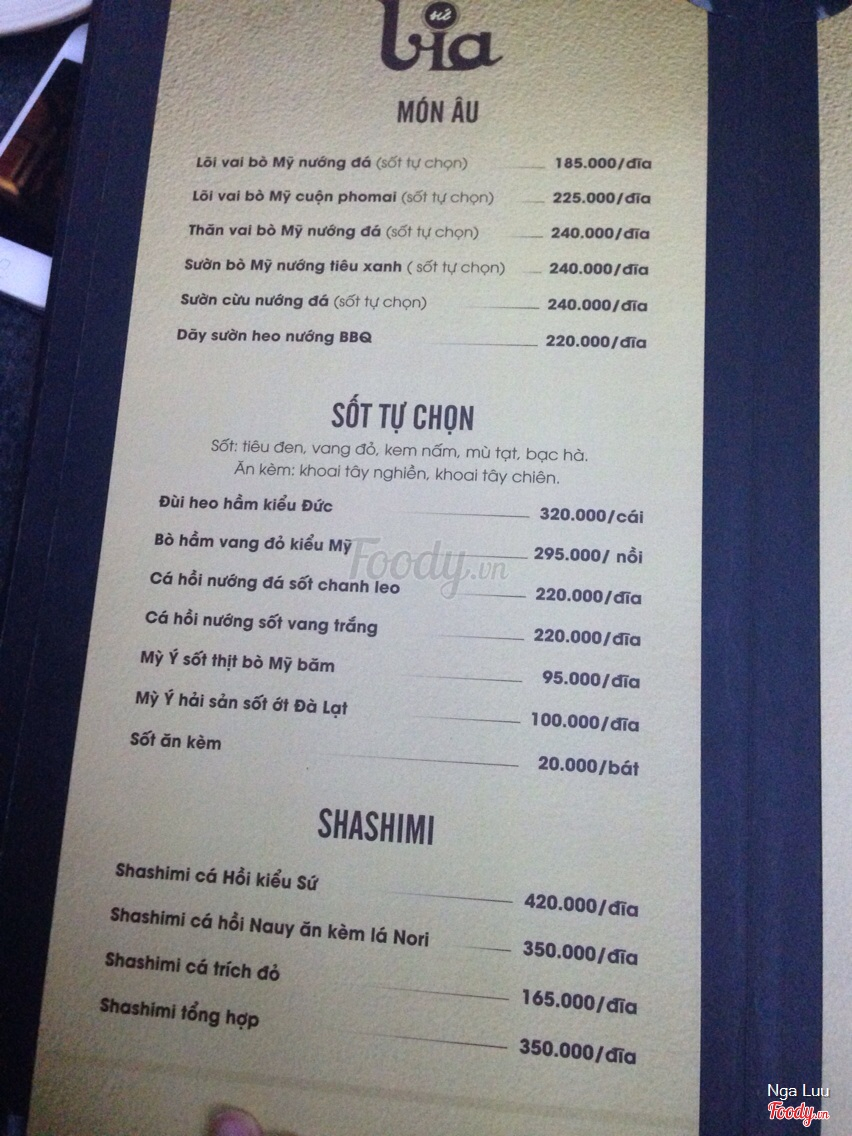 sứ
bia
MÓN ÂU
Lõi vai bò Mỹ nướng đá (sốt tự chọn) 185.000/đĩa
Lõi vai bò Mỹ cuộn phomai (sốt tự chọn) 225.000/đĩa
Thăn vai bò Mỹ nướng đá (sốt tự chọn) 240.000/đĩa
Sườn bò Mỹ nướng tiêu xanh ( sốt tự chọn) 240.000/đĩa
Sườn cừu nướng đá (sốt tự chọn) 240.000/đĩa
Dãy sườn heo nướng BBQ 220.000/đĩa
SỐT TỰ CHỌN
Sốt: tiêu đen, vang đỏ, kem nấm, mù tạt, bạc hà.
Ăn kèm: khoai tây nghiền, khoai tây chiên.
Đùi heo hầm kiểu Đức 320.000/cái
Bò hầm vang đỏ kiểu Mỹ 295.000/ nồi
Cá hồi nướng đá sốt chanh leo 220.000/đĩa
Cá hồi nướng sốt vang trắng 220.000/đĩa
Mỳ Ý sốt thịt bò Mỹ băm 95.000/đĩa
Mỳ Ý hải sản sốt ớt Đà Lạt 100.000/đĩa
Sốt ăn kèm 20.000/bát
SHASHIMI
Shashimi cá Hồi kiểu Sứ 420.000/đĩa
Shashimi cá hồi Nauy ăn kèm lá Nori 350.000/đĩa
Shashimi cá trích đỏ 165.000/đĩa
Shashimi tổng hợp 350.000/đĩa
Foody.vn
Nga Luu
Foody.vn